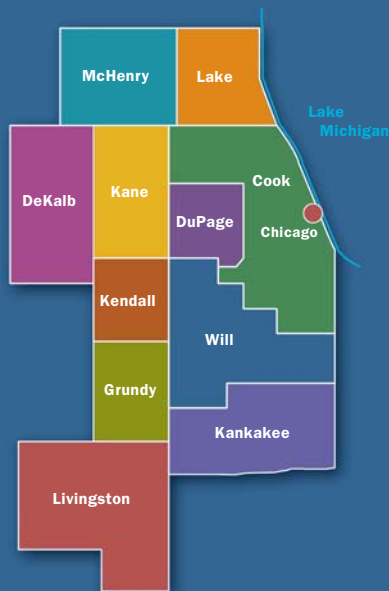 McHenry
Lake
Lake
Michigan
Cook
DeKalb
Kane
DuPage
Chicago
Kendall
Will
Grundy
Kankakee
Livingston